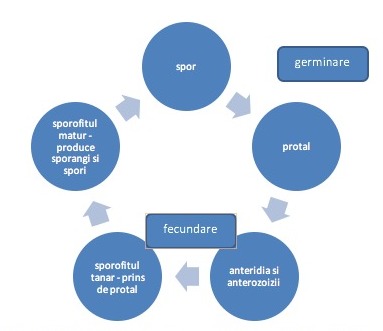 spor
germinare
protal
anteridia si
anterozoizii
fecundare
sporofitul
tanar - prins
de protal
sporofitul
matur -
produce
sporangi si
spori